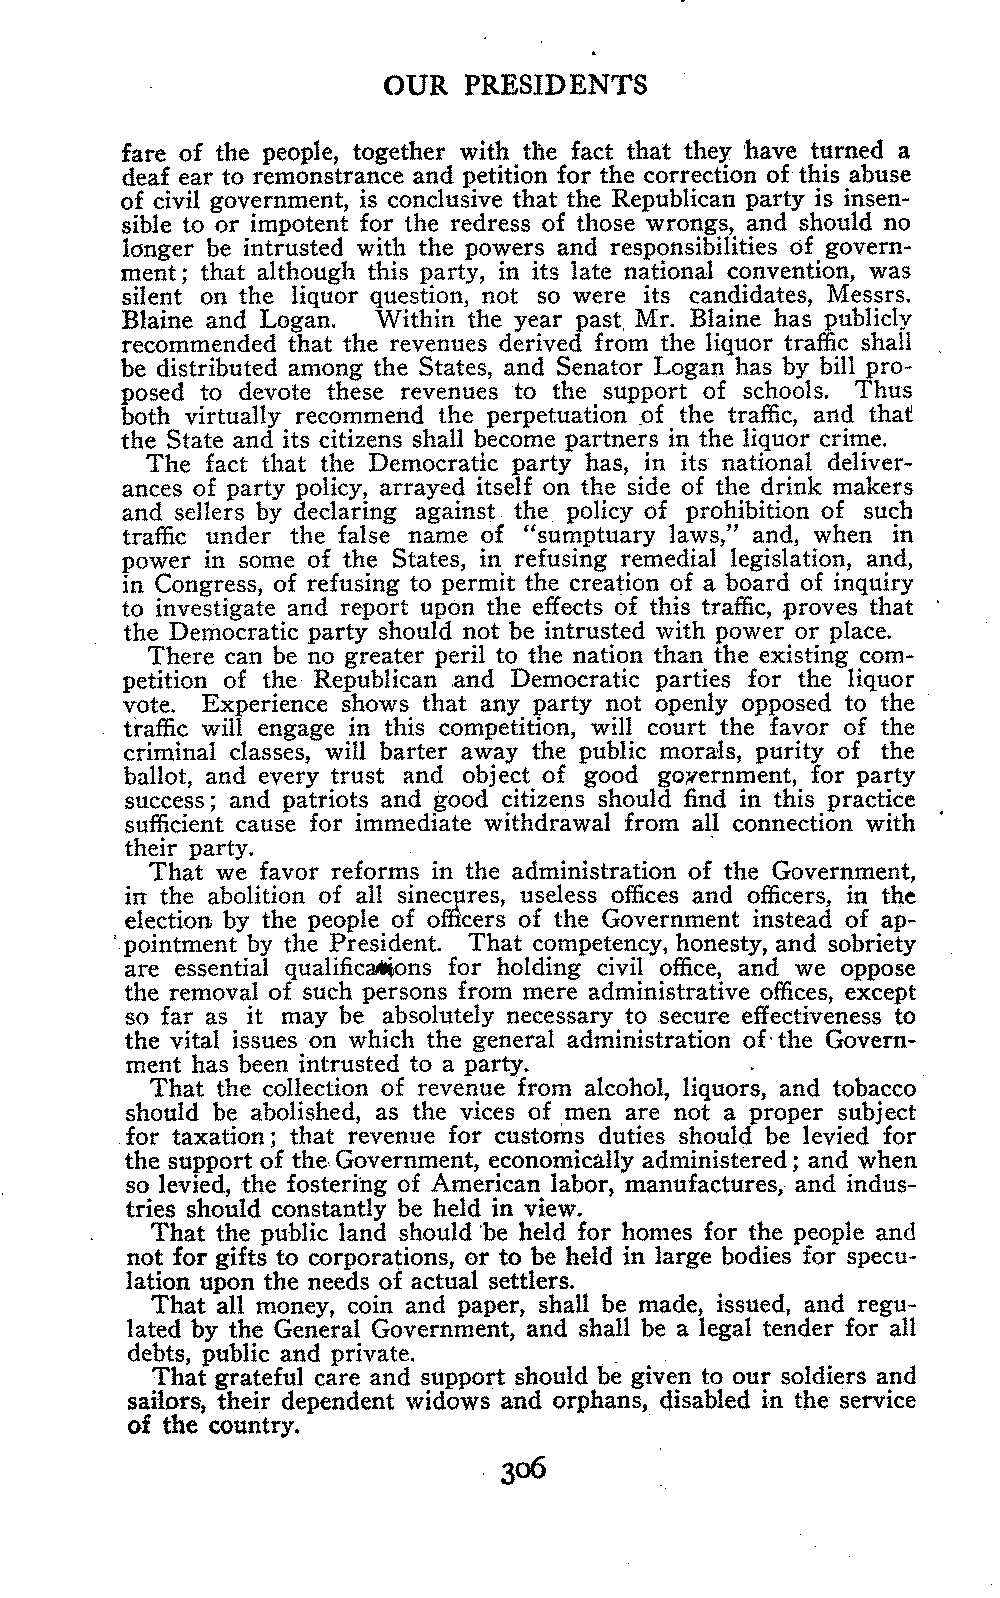 OUR PRESIDENTS
fare of the people, together with the fact that they have turned a
deaf ear to remonstrance and petition for the correction of this abuse
of civil government, is conclusive that the Republican party is insen-
sible to or impotent for the redress of those wrongs, and should no
longer be intrusted with the powers and responsibilities of govern-
ment; that although this party, in its late national convention, was
silent on the liquor question, not so were its candidates, Messrs.
Blaine and Logan. Within the year past Mr. Blaine has publicly
recommended that the revenues derived from the liquor traffic shall
be distributed among the States, and Senator Logan has by bill pro-
posed to devote these revenues to the support of schools. Thus
both virtually recommend the perpetuation of the traffic, and that
the State and its citizens shall become partners in the liquor crime.
The fact that the Democratic party has, in its national deliver-
ances of party policy, arrayed itself on the side of the drink makers
and sellers by declaring against the policy of prohibition of such
traffic under the false name of "sumptuary laws," and, when in
power in some of the States, in refusing remedial legislation, and,
in Congress, of refusing to permit the creation of a board of inquiry
to investigate and report upon the effects of this traffic, proves that
the Democratic party should not be intrusted with power or place.
There can be no greater peril to the nation than the existing com-
petition of the Republican and Democratic parties for the liquor
vote. Experience shows that any party not openly opposed to the
traffic will engage in this competition, will court the favor of the
criminal classes, will barter away the public morals, purity of the
ballot, and every trust and object of good government, for party
success; and patriots and good citizens should find in this practice
sufficient cause for immediate withdrawal from all connection with
their party.
That we favor reforms in the administration of the Government,
in the abolition of all sinecures, useless offices and officers, in the
election by the people of officers of the Government instead of ap-
pointment by the President. That competency, honesty, and sobriety
are essential qualifications for holding civil office, and we oppose
the removal of such persons from mere administrative offices, except
so far as it may be absolutely necessary to secure effectiveness to
the vital issues on which the general administration of the Govern-
ment has been intrusted to a party.
That the collection of revenue from alcohol, liquors, and tobacco
should be abolished, as the vices of men are not a proper subject
for taxation; that revenue for customs duties should be levied for
the support of the Government, economically administered; and when
so levied, the fostering of American labor, manufactures, and indus-
tries should constantly be held in view.
That the public land should be held for homes for the people and
not for gifts to corporations, or to be held in large bodies for specu-
lation upon the needs of actual settlers.
That all money, coin and paper, shall be made, issued, and regu-
lated by the General Government, and shall be a legal tender for all
debts, public and private.
That grateful care and support should be given to our soldiers and
sailors, their dependent widows and orphans, disabled in the service
of the country.
306